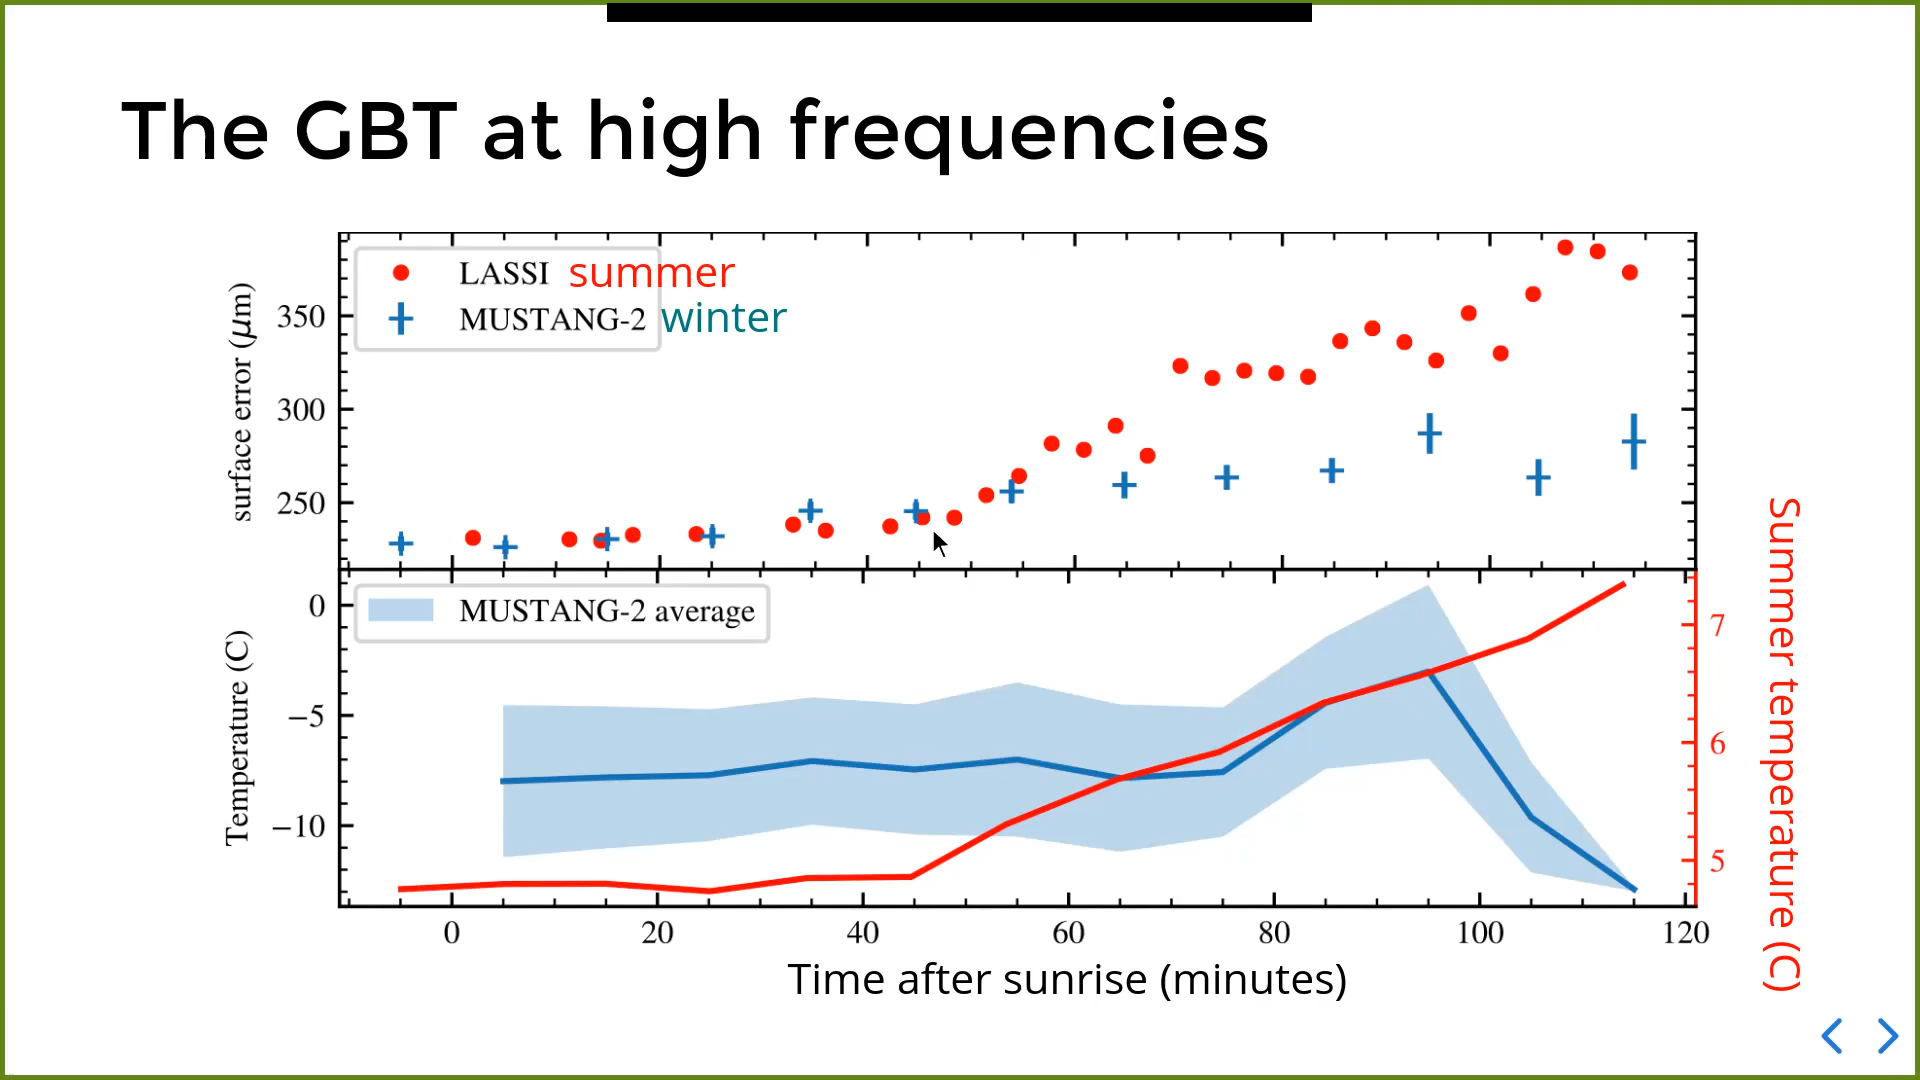 The GBT at high frequencies
LASSI summer
MUSTANG-2 winter
surface error (μm)
350
300
250
MUSTANG-2 average
Temperature (C)
0
−5
−10
7
6
5
Summer temperature (C)
0 20 40 60 80 100 120
Time after sunrise (minutes)